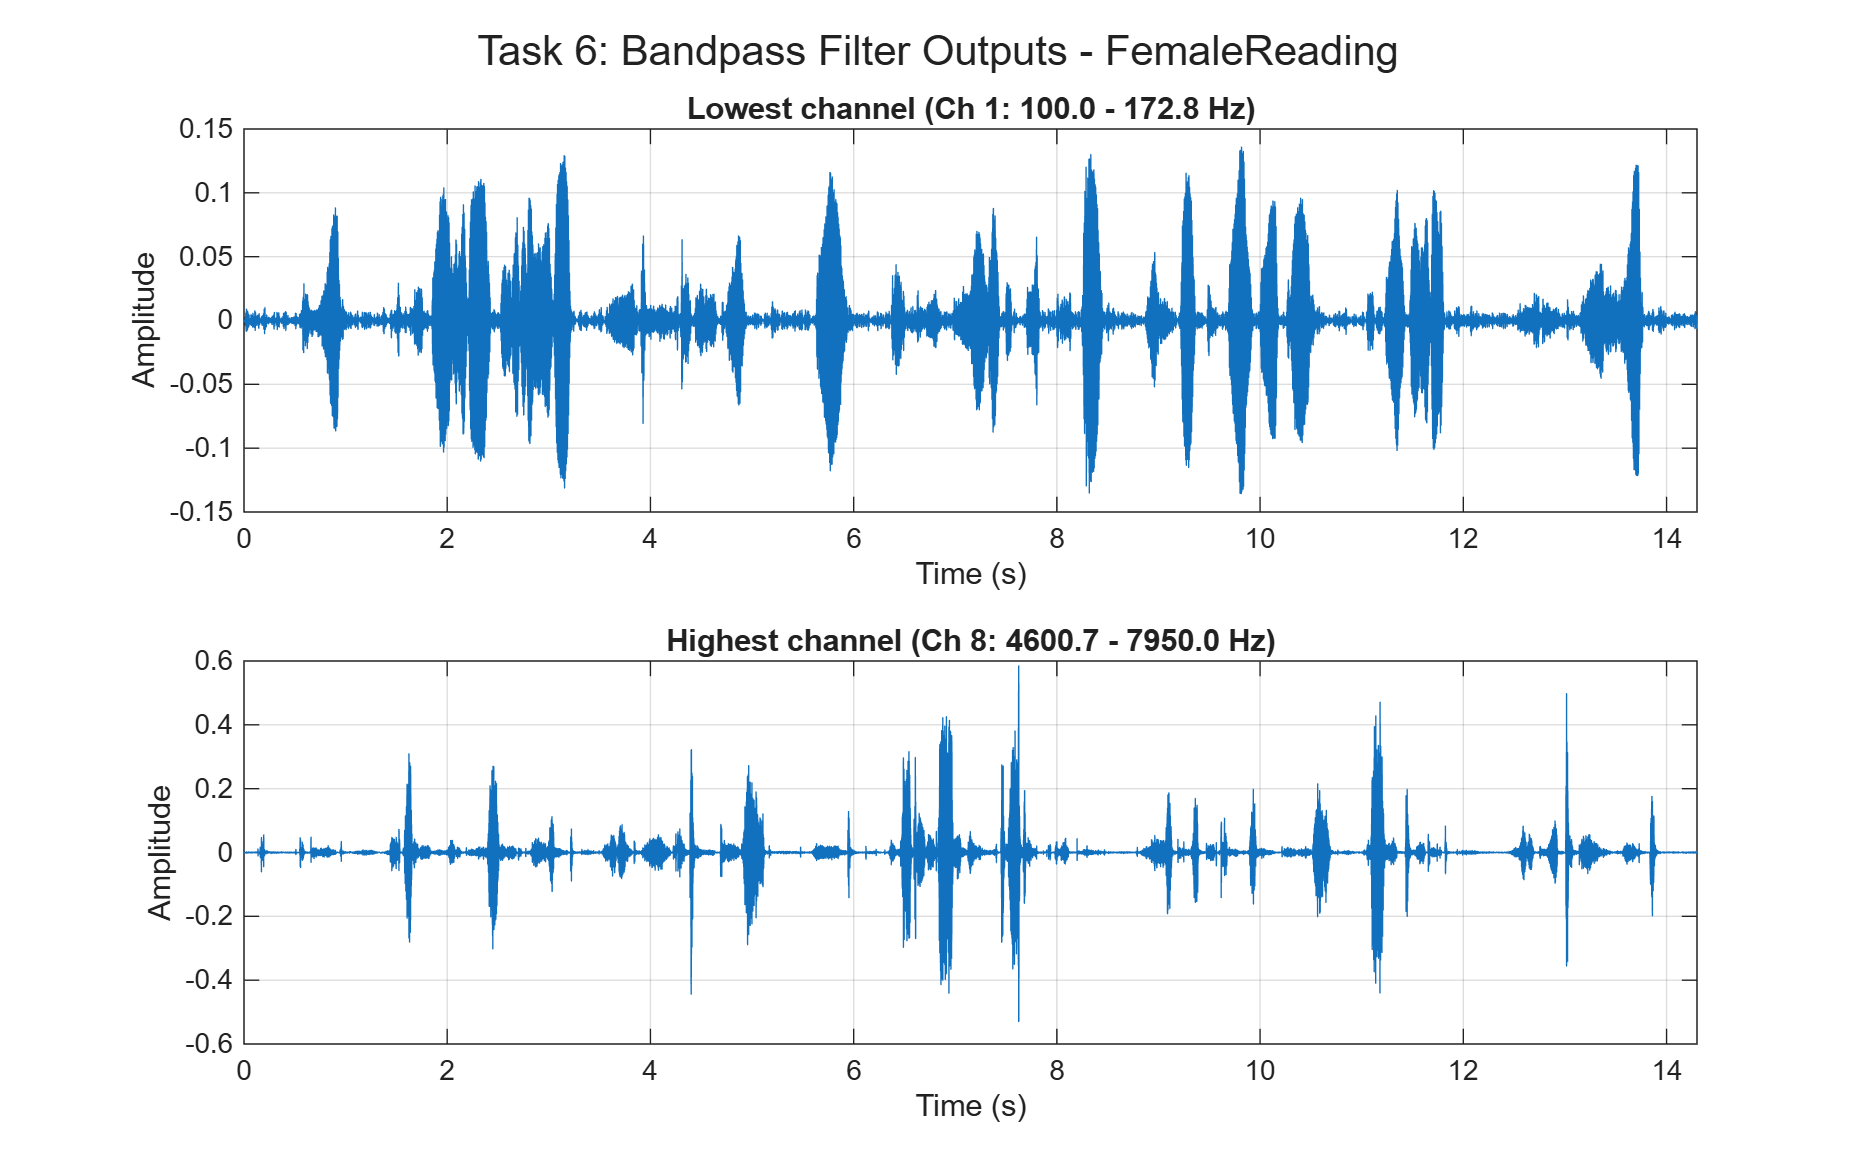 Task 6: Bandpass Filter Outputs - FemaleReading
Lowest channel (Ch 1: 100.0 - 172.8 Hz)
0.15
0.1
0.05
0
-0.05
-0.1
-0.15
Amplitude
0 2 4 6 8 10 12 14
Time (s)
Highest channel (Ch 8: 4600.7 - 7950.0 Hz)
0.6
0.4
0.2
0
-0.2
-0.4
-0.6
Amplitude
0 2 4 6 8 10 12 14
Time (s)